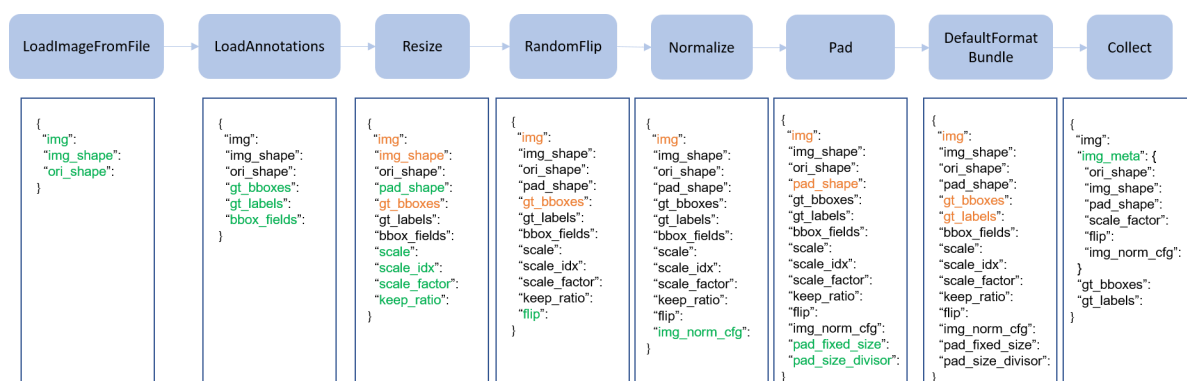 LoadImageFromFile
LoadAnnotations
Resize
RandomFlip
Normalize
Pad
DefaultFormat
Bundle
Collect
{
“img”:
“img_shape”:
“ori_shape”:
}
{
“img”:
“img_shape”:
“ori_shape”:
“gt_bboxes”:
“gt_labels”:
“bbox_fields”:
}
{
“img”:
“img_shape”:
“ori_shape”:
“pad_shape”:
“gt_bboxes”:
“gt_labels”:
“bbox_fields”:
“scale”:
“scale_idx”:
“scale_factor”:
“keep_ratio”:
}
{
“img”:
“img_shape”:
“ori_shape”:
“pad_shape”:
“gt_bboxes”:
“gt_labels”:
“bbox_fields”:
“scale”:
“scale_idx”:
“scale_factor”:
“keep_ratio”:
“flip”:
}
{
“img”:
“img_shape”:
“ori_shape”:
“pad_shape”:
“gt_bboxes”:
“gt_labels”:
“bbox_fields”:
“scale”:
“scale_idx”:
“scale_factor”:
“keep_ratio”:
“flip”:
“img_norm_cfg”:
}
{
“img”:
“img_shape”:
“ori_shape”:
“pad_shape”:
“gt_bboxes”:
“gt_labels”:
“bbox_fields”:
“scale”:
“scale_idx”:
“scale_factor”:
“keep_ratio”:
“flip”:
“img_norm_cfg”:
“pad_fixed_size”:
“pad_size_divisor”:
}
{
“img”:
“img_shape”:
“ori_shape”:
“pad_shape”:
“gt_bboxes”:
“gt_labels”:
“bbox_fields”:
“scale”:
“scale_idx”:
“scale_factor”:
“keep_ratio”:
“flip”:
“img_norm_cfg”:
“pad_fixed_size”:
“pad_size_divisor”:
}
{
“img”:
“img_meta”: {
“ori_shape”:
“img_shape”:
“pad_shape”:
“scale_factor”:
“flip”:
“img_norm_cfg”:
}
“gt_bboxes”:
“gt_labels”:
}